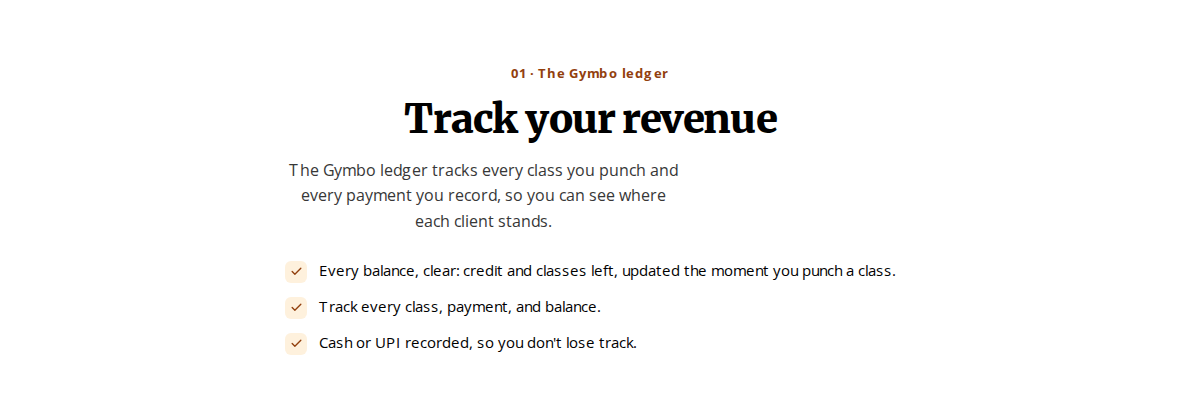 01 · The Gymbo ledger
Track your revenue
The Gymbo ledger tracks every class you punch and
every payment you record, so you can see where
each client stands.
Every balance, clear: credit and classes left, updated the moment you punch a class.
Track every class, payment, and balance.
Cash or UPI recorded, so you don't lose track.